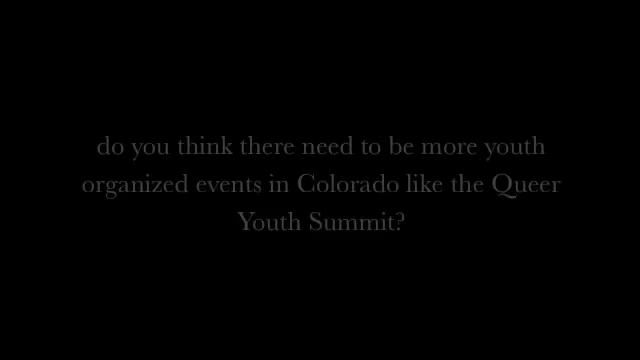 do you think there need to be more youth
organized events in Colorado like the Queer
Youth Summit?